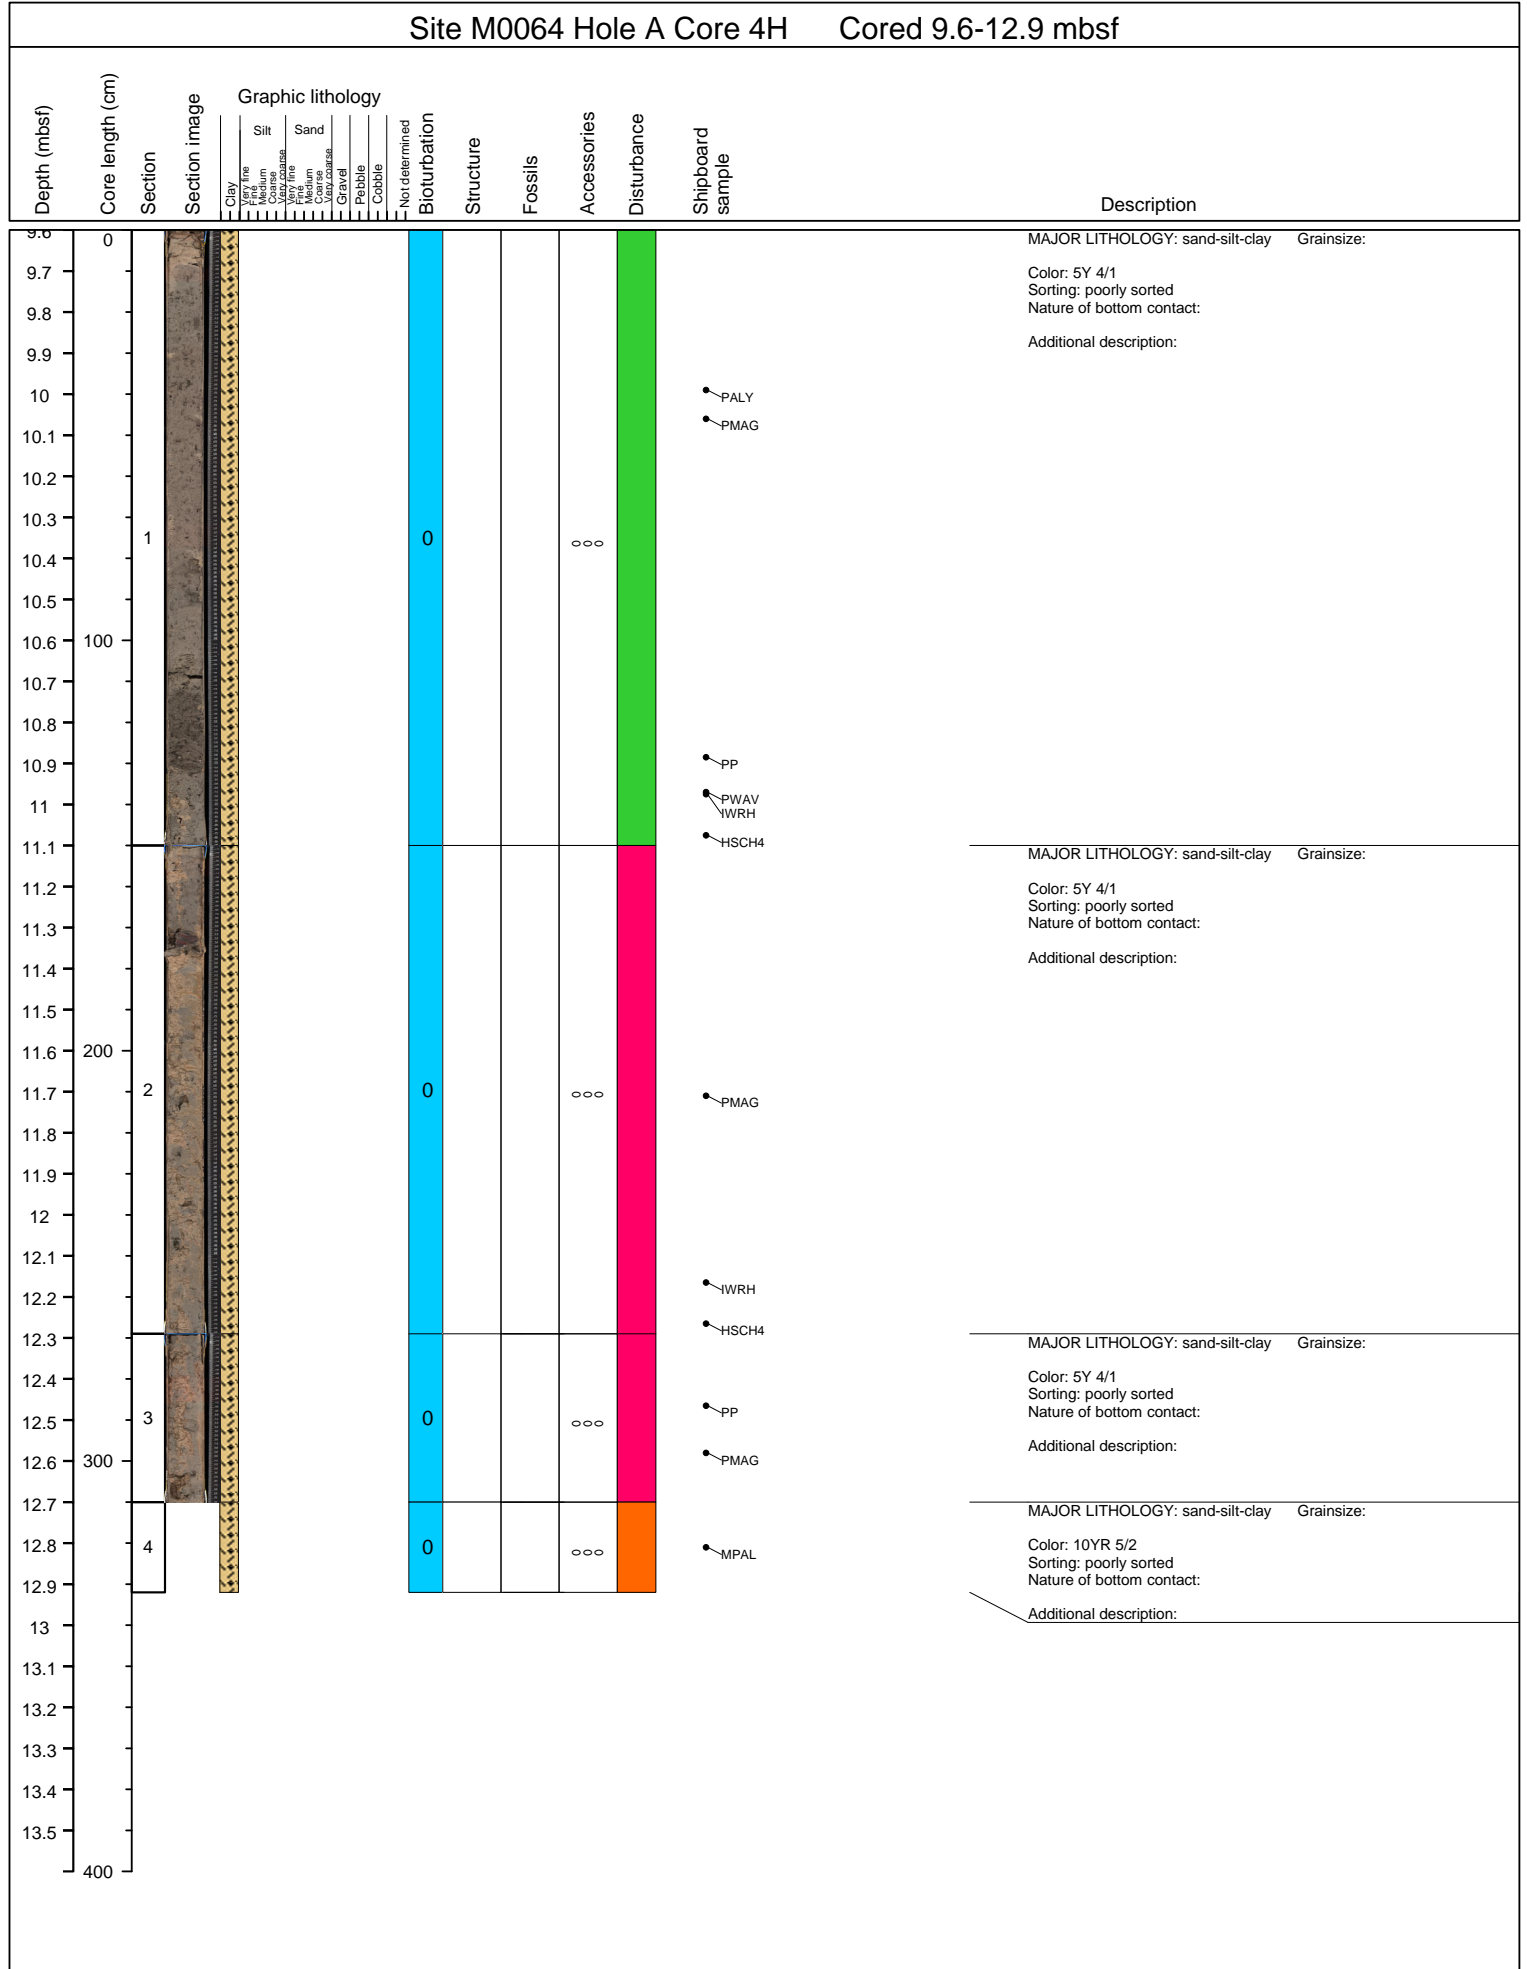 Site M0064 Hole A Core 4H Cored 9.6-12.9 mbsf
Depth (mbsf)
Core length (cm)
Section
Section image
Graphic lithology
Clay
Silt
Very fine
Fine
Medium
Coarse
Very coarse
Sand
Very fine
Fine
Medium
Coarse
Very coarse
Gravel
Pebble
Cobble
Not determined
Bioturbation
Structure
Fossils
Accessories
Disturbance
Shipboard
sample
Description
9.6
9.7
9.8
9.9
10
10.1
10.2
10.3
10.4
10.5
10.6
10.7
10.8
10.9
11
11.1
11.2
11.3
11.4
11.5
11.6
11.7
11.8
11.9
12
12.1
12.2
12.3
12.4
12.5
12.6
12.7
12.8
12.9
13
13.1
13.2
13.3
13.4
13.5
0
100
200
300
400
1
2
3
4
0
0
0
0
PALY
PMAG
PP
PWAV
IWRH
HSCH4
PMAG
IWRH
HSCH4
PP
PMAG
MPAL
MAJOR LITHOLOGY: sand-silt-clay Grainsize:
Color: 5Y 4/1
Sorting: poorly sorted
Nature of bottom contact:
Additional description:
MAJOR LITHOLOGY: sand-silt-clay Grainsize:
Color: 5Y 4/1
Sorting: poorly sorted
Nature of bottom contact:
Additional description:
MAJOR LITHOLOGY: sand-silt-clay Grainsize:
Color: 5Y 4/1
Sorting: poorly sorted
Nature of bottom contact:
Additional description:
MAJOR LITHOLOGY: sand-silt-clay Grainsize:
Color: 10YR 5/2
Sorting: poorly sorted
Nature of bottom contact:
Additional description: